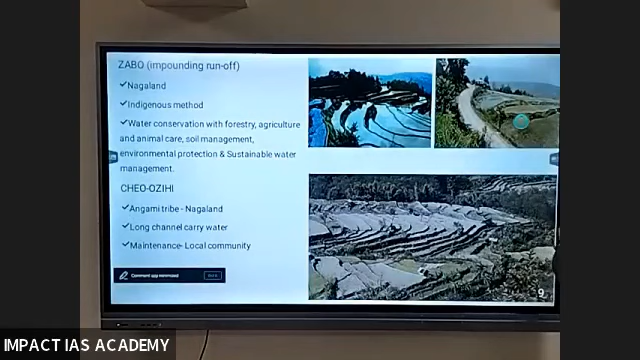 ZABO (impounding run-off)
✓Nagaland
✓Indigenous method
✓Water conservation with forestry, agriculture
and animal care, soil management,
environmental protection & Sustainable water
management.
CHEO-OZIHI
✓Angami tribe - Nagaland
✓Long channel carry water
✓Maintenance- Local community
Comment app minimized
9
IMPACT IAS ACADEMY